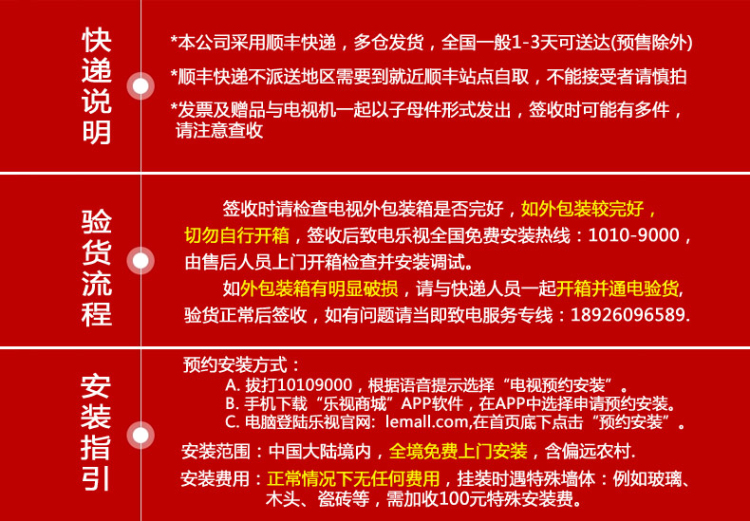 快递说明
*本公司采用顺丰快递，多仓发货，全国一般1-3天可送达(预售除外)
*顺丰快递不派送地区需要到就近顺丰站点自取，不能接受者请慎拍
*发票及赠品与电视机一起以子母件形式发出，签收时可能有多件，
请注意查收
验货流程
签收时请检查电视外包装箱是否完好，如外包装较完好，
切勿自行开箱，签收后致电乐视全国免费安装热线：1010-9000，
由售后人员上门开箱检查并安装调试。
如外包装箱有明显破损，请与快递人员一起开箱并通电验货,
验货正常后签收，如有问题请当即致电服务专线：18926096589.
安装指引
预约安装方式：
A. 拔打10109000，根据语音提示选择“电视预约安装”。
B. 手机下载“乐视商城”APP软件，在APP中选择申请预约安装。
C. 电脑登陆乐视官网：lemall.com,在首页底下点击“预约安装”。
安装范围：中国大陆境内，全境免费上门安装，含偏远农村.
安装费用：正常情况下无任何费用，挂装时遇特殊墙体：例如玻璃、
木头、瓷砖等，需加收100元特殊安装费。